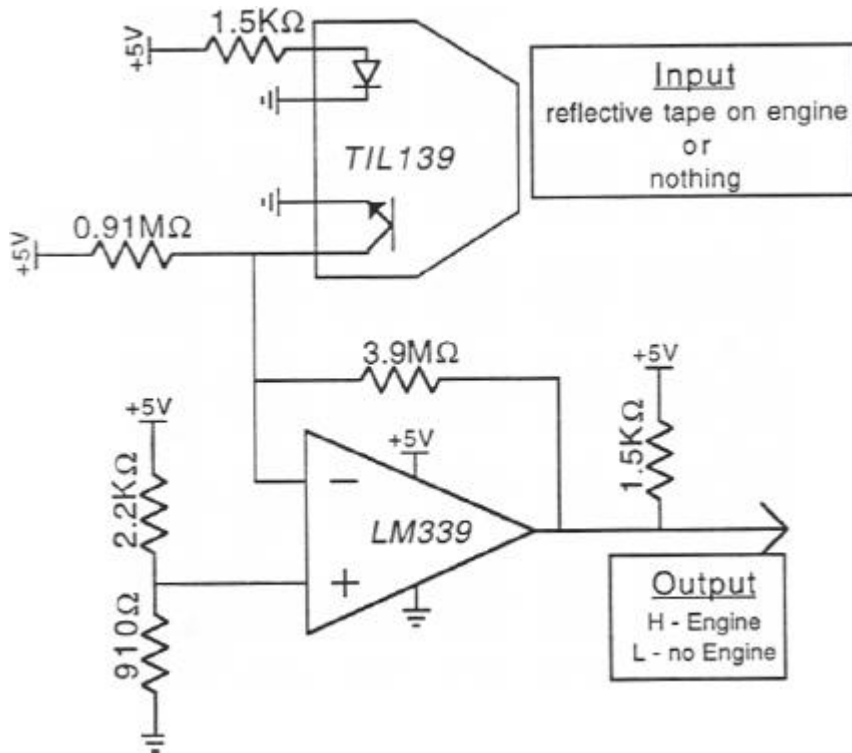 1.5KΩ
+5V
Input
reflective tape on engine
or
nothing
TIL139
0.91MΩ
+5V
3.9MΩ
+5V
+5V
+5V
2.2KΩ
1.5KΩ
LM339
910Ω
Output
H - Engine
L - no Engine